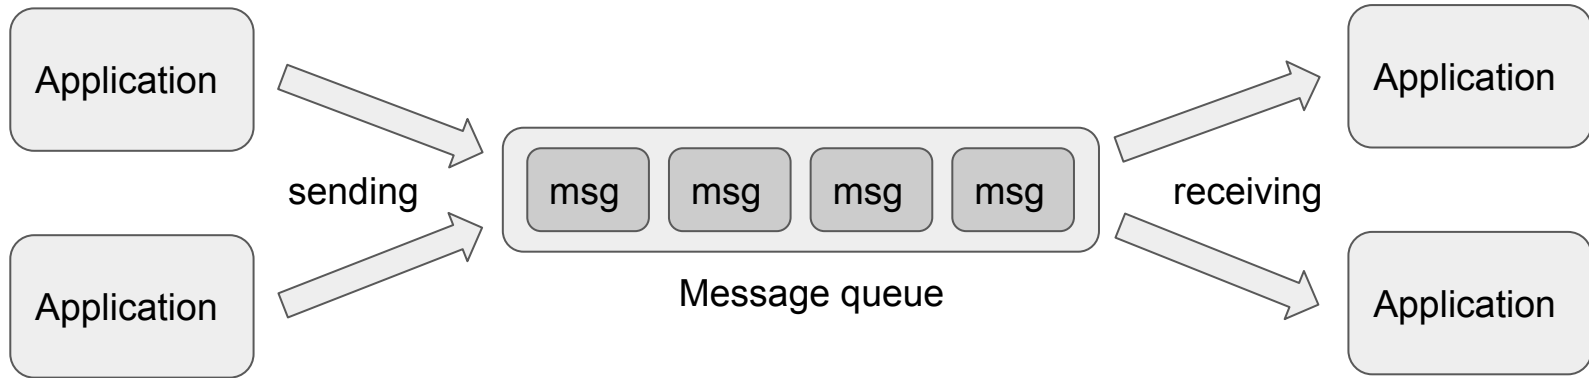 Application
Application
sending
msg msg msg msg
receiving
Message queue
Application
Application